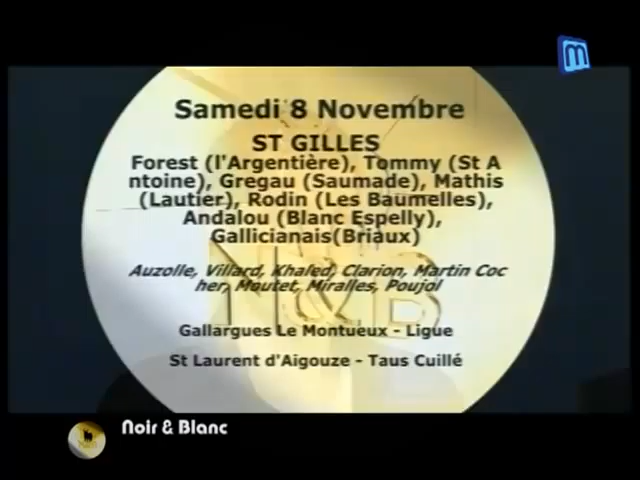 m
Samedi 8 Novembre
ST GILLES
Forest (l'Argentière), Tommy (St A
ntoine), Gregau (Saumade), Mathis
(Lautier), Rodin (Les Baumelles),
Andalou (Blanc Espelly),
Gallicianais(Briaux)
Auzolle, Villard, Khaled, Clarion, Martin Coc
her, Moutet, Miralles, Poujol
N&B
Gallargues Le Montueux - Ligue
St Laurent d'Aigouze - Taus Cuillé
Noir & Blanc